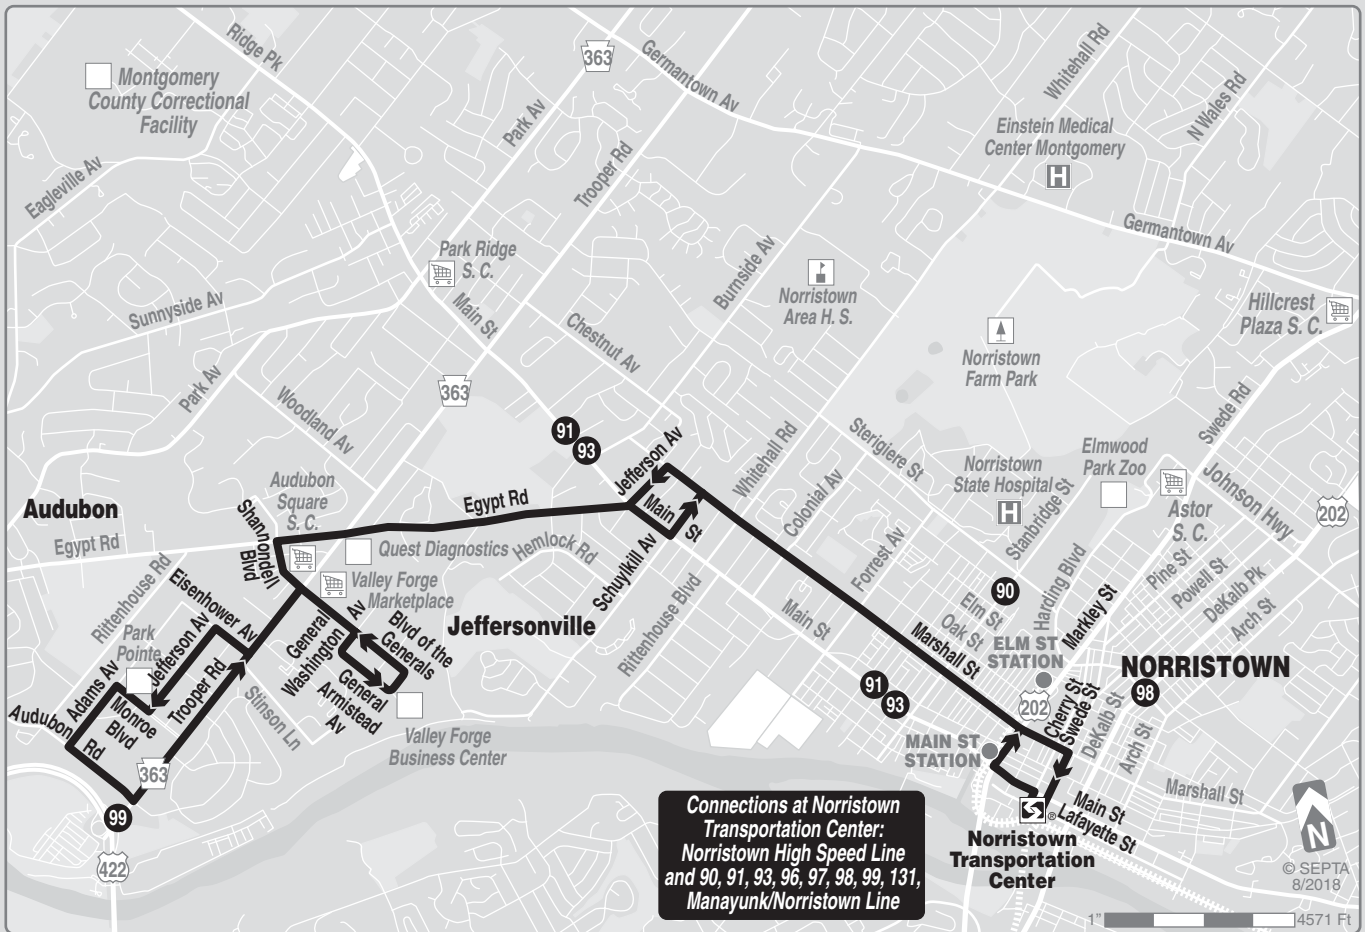 Ridge Pk
363
Germantown Av
Whitehall Rd
N Wales Rd
Montgomery
County Correctional
Facility
Park Av
Trooper Rd
Einstein Medical
Center Montgomery
H
Eagleville Av
Germantown Av
Park Ridge
S. C.
Burnside Av
Norristown
Area H. S.
Hillcrest
Plaza S. C.
Sunnyside Av
Main St
Chestnut Av
Norristown
Farm Park
Park Av
363
Woodland Av
Swede Rd
91
93
Jefferson Av
Whitehall Rd
Sterigiere St
Elmwood
Park Zoo
Norristown
State Hospital
H
Johnson Hwy
Audubon
Square
S. C.
Egypt Rd
Main
St
Colonial Av
Stanbridge St
Astor
S. C.
202
Audubon
Egypt Rd
Shannondell
Blvd
Quest Diagnostics
Hemlock Rd
Schuylkill Av
Forrest Av
Pine St
Powell St
DeKalb Pk
Arch St
Rittenhouse Rd
Eisenhower Av
Valley Forge
Marketplace
Jeffersonville
Rittenhouse Blvd
Main St
90
Elm St
Oak St
Harding Blvd
Markley St
Park
Pointe
Jefferson Av
General
Washington
Av
Blvd of the
Generals
Marshall St
ELM ST
STATION
NORRISTOWN
Adams Av
Monroe
Blvd
Trooper Rd
General
Armistead
Av
91
93
202
Cherry St
Swede St
98
DeKalb St
Arch St
Audubon
Rd
Stinson Ln
Valley Forge
Business Center
MAIN ST
STATION
363
Marshall St
99
422
Connections at Norristown
Transportation Center:
Norristown High Speed Line
and 90, 91, 93, 96, 97, 98, 99, 131,
Manayunk/Norristown Line
®
Main St
Lafayette St
Norristown
Transportation
Center
N
© SEPTA
8/2018
1"
4571 Ft